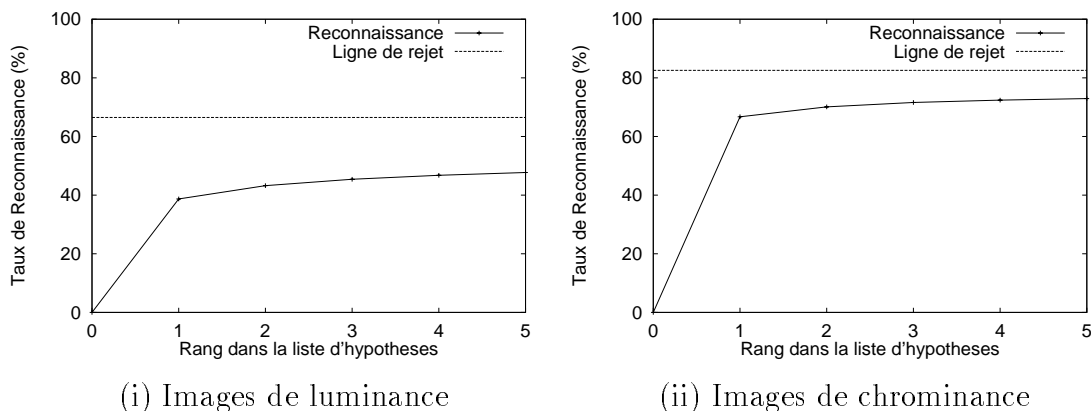 100
80
60
40
20
0
Taux de Reconnaissance (%)
Reconnaissance
Ligne de rejet
0 1 2 3 4 5
Rang dans la liste d'hypotheses
(i) Images de luminance
100
80
60
40
20
0
Taux de Reconnaissance (%)
Reconnaissance
Ligne de rejet
0 1 2 3 4 5
Rang dans la liste d'hypotheses
(ii) Images de chrominance